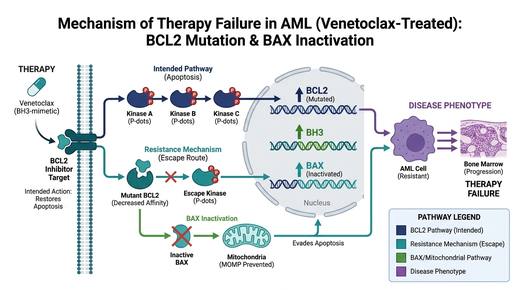 Mechanism of Therapy Failure in AML (Venetoclax-Treated):
BCL2 Mutation & BAX Inactivation
THERAPY
Venetoclax
(BH3-mimetic)
BCL2
Inhibitor
Target
Intended Action:
Restores
Apoptosis
Intended Pathway
(Apoptosis)
Kinase A
(P-dots)
Kinase B
(P-dots)
Kinase C
(P-dots)
Resistance Mechanism
(Escape Route)
Mutant BCL2
(Decreased Affinity)
Escape Kinase
(P-dots)
BAX Inactivation
Inactive
BAX
Mitochondria
(MOMP Prevented)
Evades Apoptosis
BCL2
(Mutated)
BH3
BAX
(Inactivated)
Nucleus
DISEASE PHENOTYPE
AML Cell
(Resistant)
Bone Marrow
(Progression)
THERAPY
FAILURE
PATHWAY LEGEND
BCL2 Pathway (Intended)
Resistance Mechanism (Escape)
BAX/Mitochondrial Pathway
Disease Phenotype